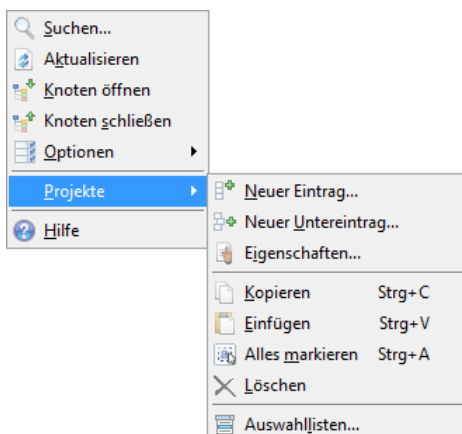 Suchen...
Aktualisieren
Knoten öffnen
Knoten schließen
Optionen
Projekte
Hilfe
Neuer Eintrag...
Neuer Untereintrag...
Eigenschaften...
Kopieren Strg+C
Einfügen Strg+V
Alles markieren Strg+A
Löschen
Auswahllisten...